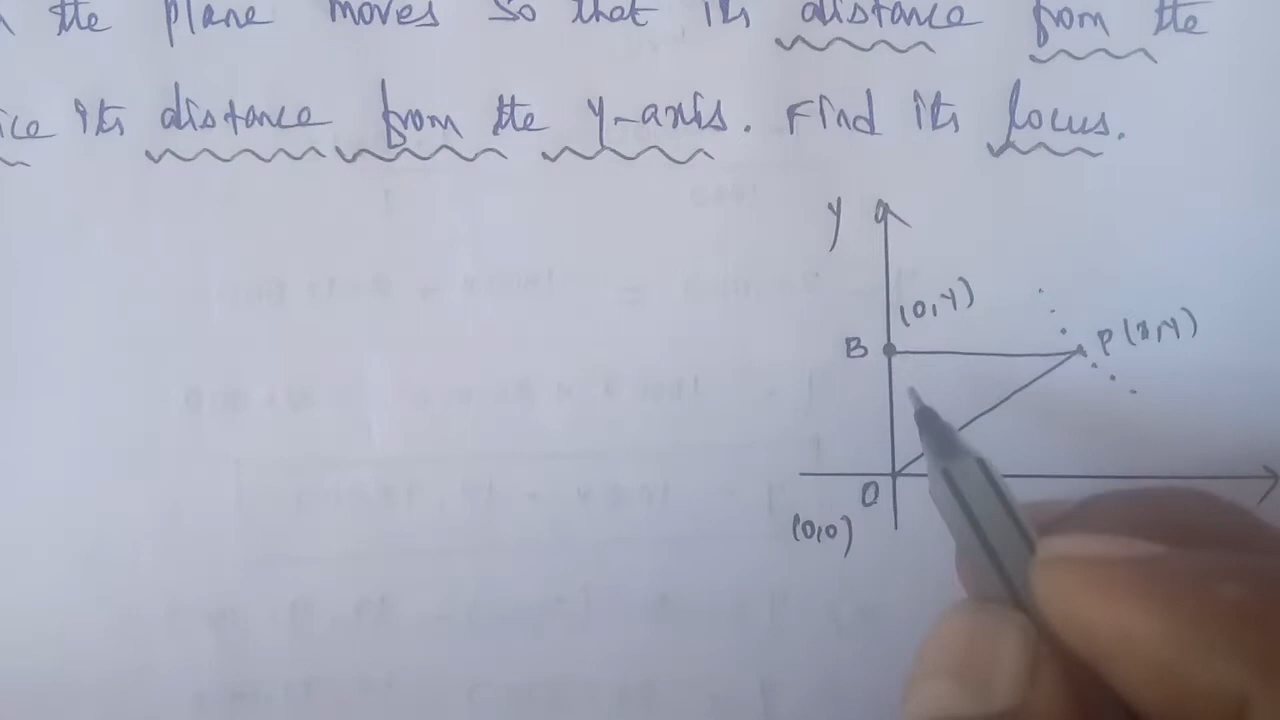 the plane moves so that its distance from the
its distance from the y-axis. Find its locus.
y
(0,y)
B
P(x,y)
O
(0,0)